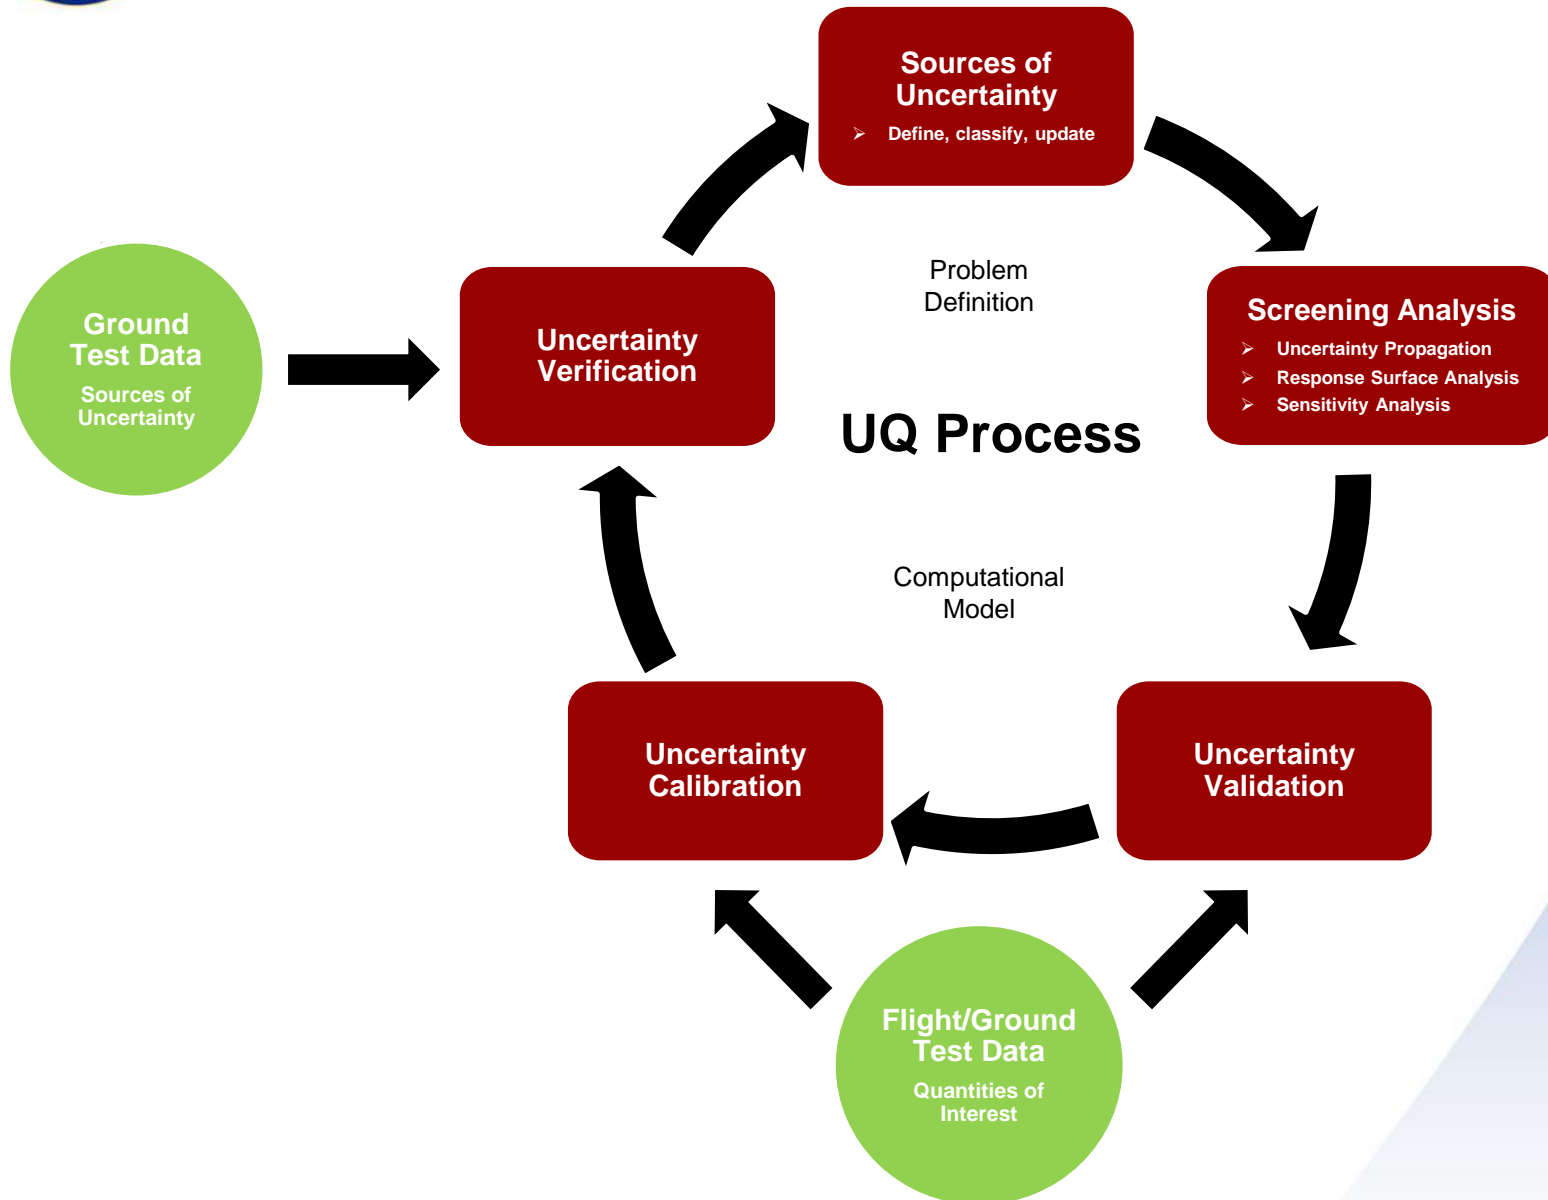 Sources of
Uncertainty
➢ Define, classify, update
Problem
Definition
Ground
Test Data
Sources of
Uncertainty
Uncertainty
Verification
Screening Analysis
➢ Uncertainty Propagation
➢ Response Surface Analysis
➢ Sensitivity Analysis
UQ Process
Computational
Model
Uncertainty
Calibration
Uncertainty
Validation
Flight/Ground
Test Data
Quantities of
Interest